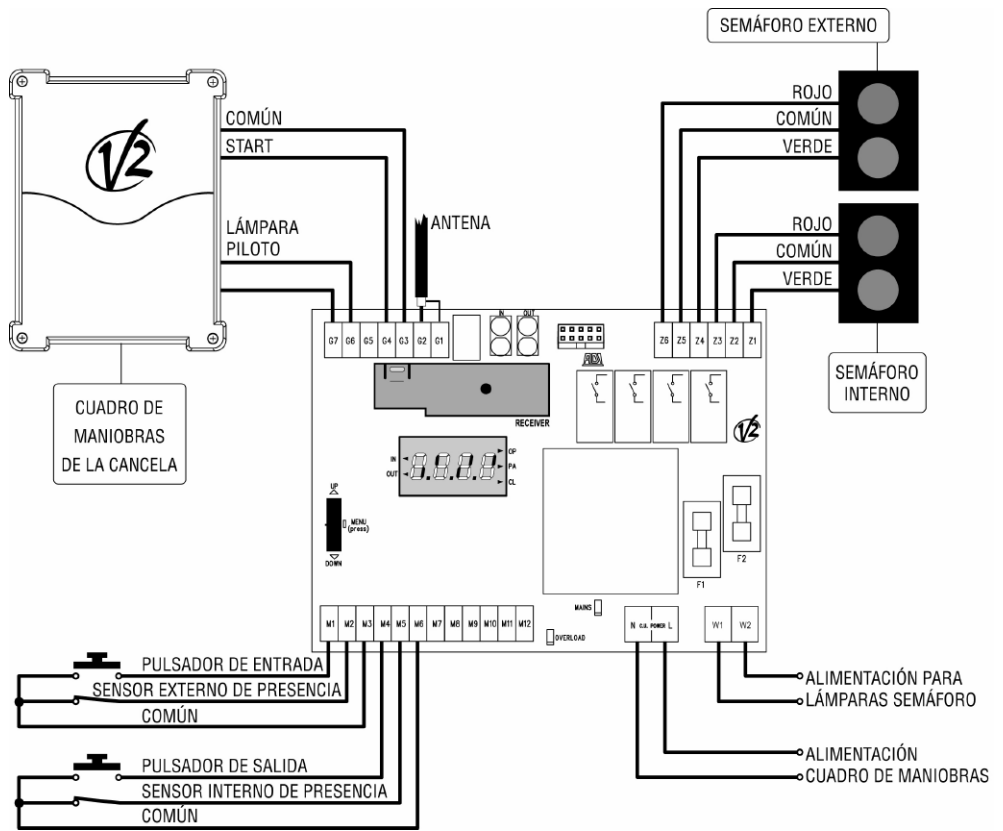 SEMÁFORO EXTERNO
V2
COMÚN
START
LÁMPARA
PILOTO
ANTENA
ROJO
COMÚN
VERDE
ROJO
COMÚN
VERDE
IN
OUT
G7 G6 G5 G4 G3 G2 G1
Z6 Z5 Z4 Z3 Z2 Z1
CUADRO DE
MANIOBRAS
DE LA CANCELA
SEMÁFORO
INTERNO
RECEIVER
V2
IN
OUT
OP
PA
CL
UP
MENU
(press)
DOWN
F1
F2
MAINS
OVERLOAD
M1 M2 M3 M4 M5 M6 M7 M8 M9 M10 M11 M12
N C.U. POWER L
W1 W2
PULSADOR DE ENTRADA
SENSOR EXTERNO DE PRESENCIA
COMÚN
PULSADOR DE SALIDA
SENSOR INTERNO DE PRESENCIA
COMÚN
ALIMENTACIÓN PARA
LÁMPARAS SEMÁFORO
ALIMENTACIÓN
CUADRO DE MANIOBRAS